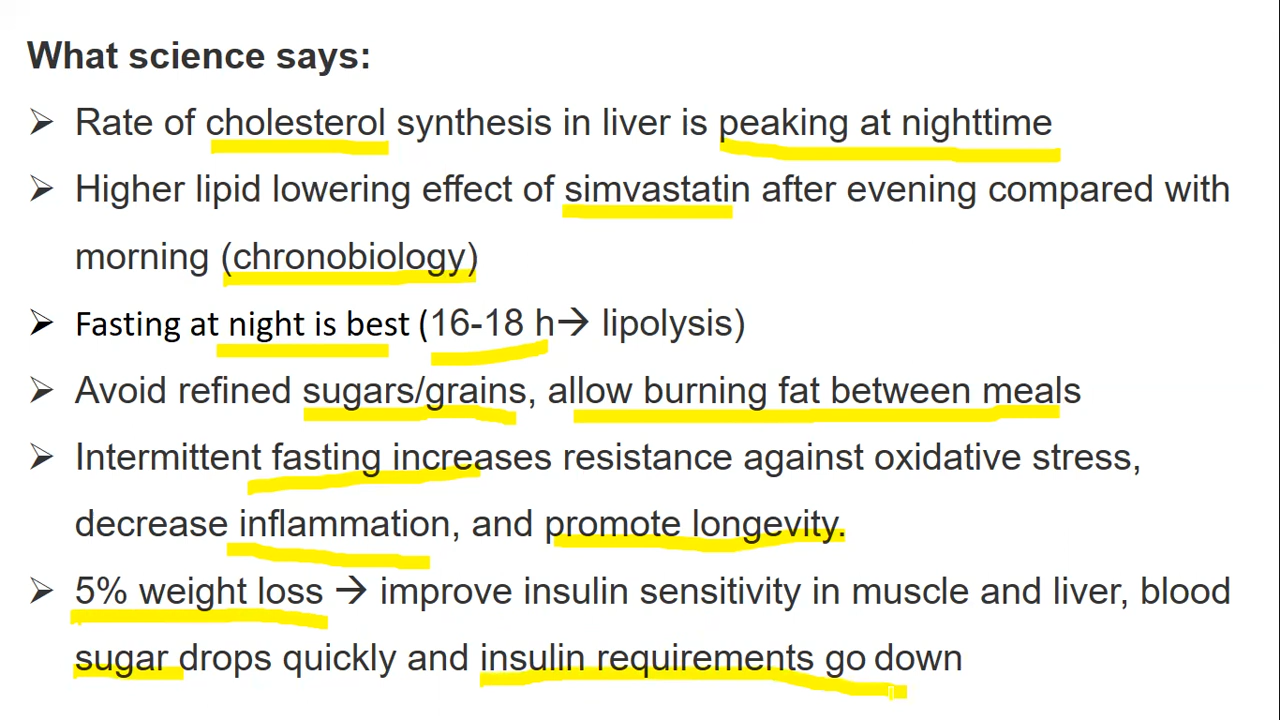 What science says:
➢ Rate of cholesterol synthesis in liver is peaking at nighttime
➢ Higher lipid lowering effect of simvastatin after evening compared with
morning (chronobiology)
➢ Fasting at night is best (16-18 h→ lipolysis)
➢ Avoid refined sugars/grains, allow burning fat between meals
➢ Intermittent fasting increases resistance against oxidative stress,
decrease inflammation, and promote longevity.
➢ 5% weight loss → improve insulin sensitivity in muscle and liver, blood
sugar drops quickly and insulin requirements go down